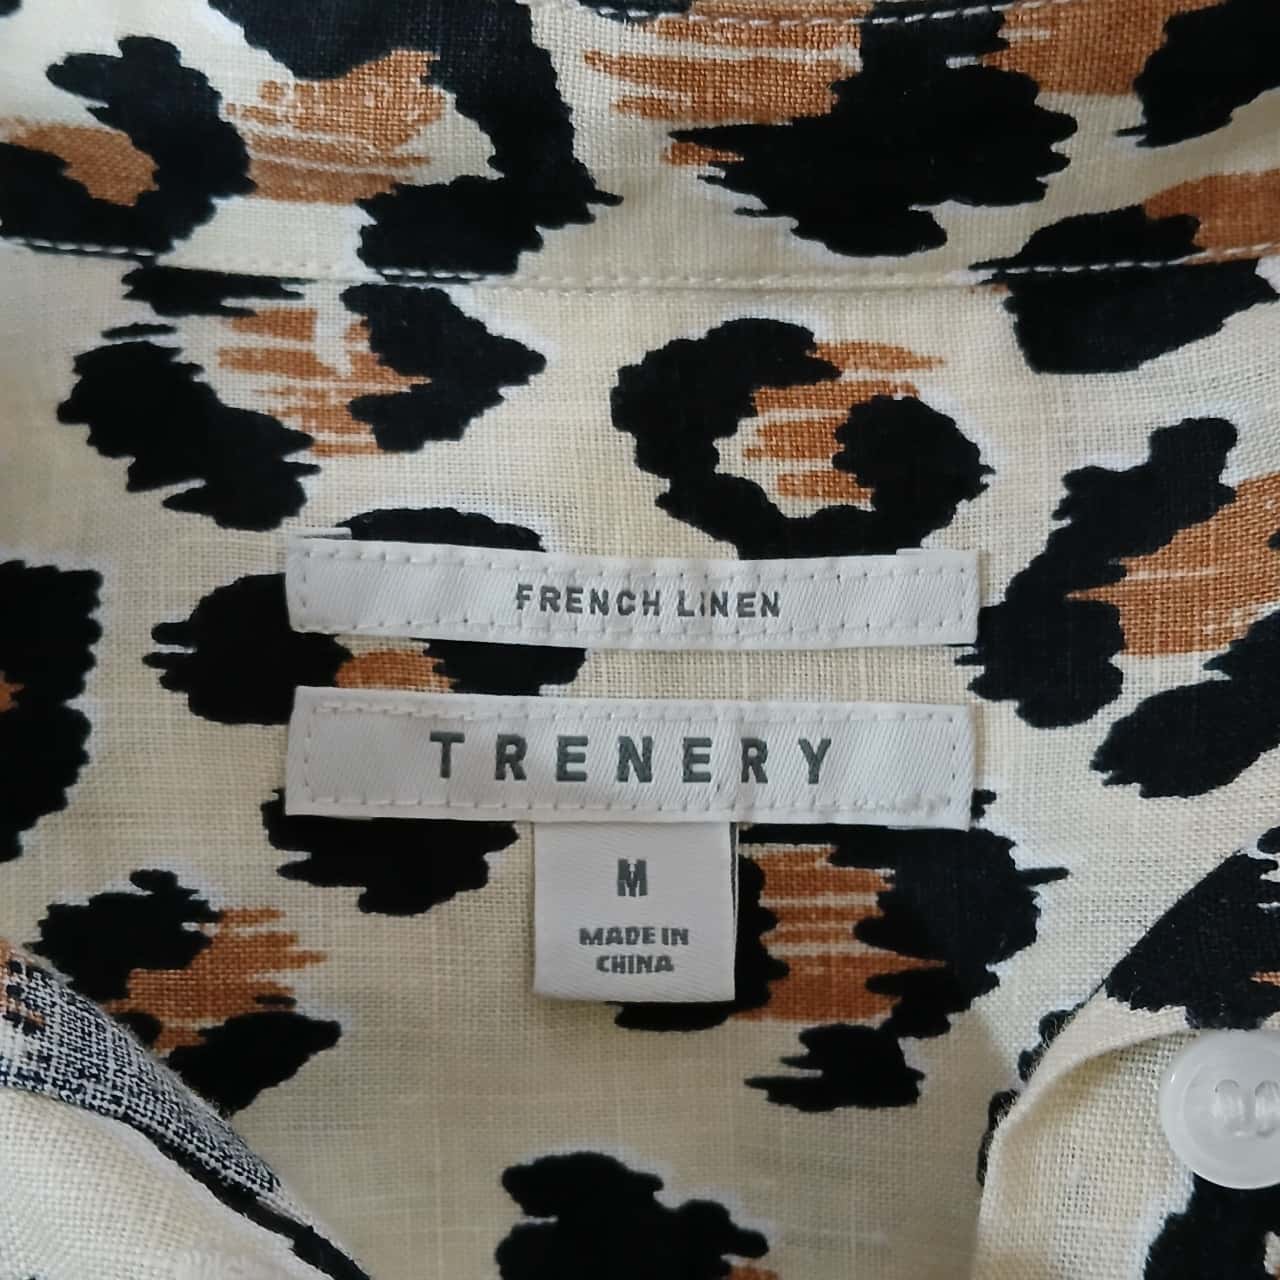 FRENCH LINEN
TRENERY
M
MADE IN
CHINA